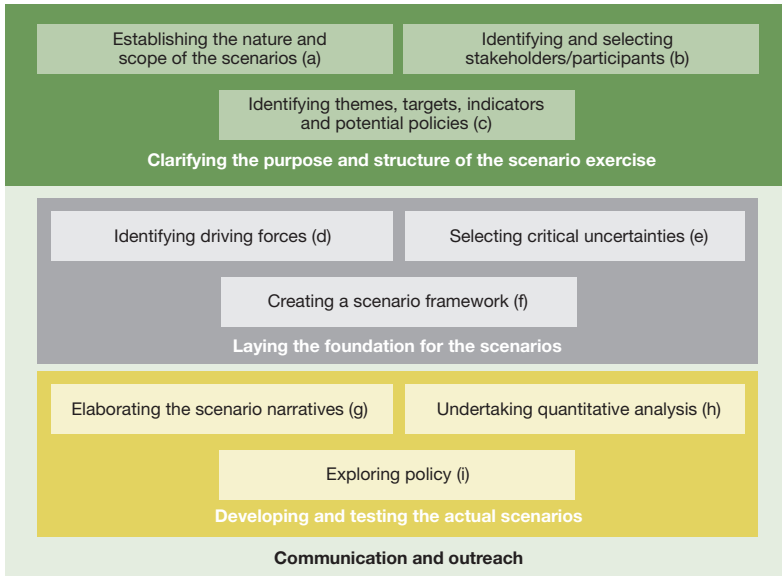 Establishing the nature and
scope of the scenarios (a)
Identifying and selecting
stakeholders/participants (b)
Identifying themes, targets, indicators
and potential policies (c)
Clarifying the purpose and structure of the scenario exercise
Identifying driving forces (d)
Selecting critical uncertainties (e)
Creating a scenario framework (f)
Laying the foundation for the scenarios
Elaborating the scenario narratives (g)
Undertaking quantitative analysis (h)
Exploring policy (i)
Developing and testing the actual scenarios
Communication and outreach